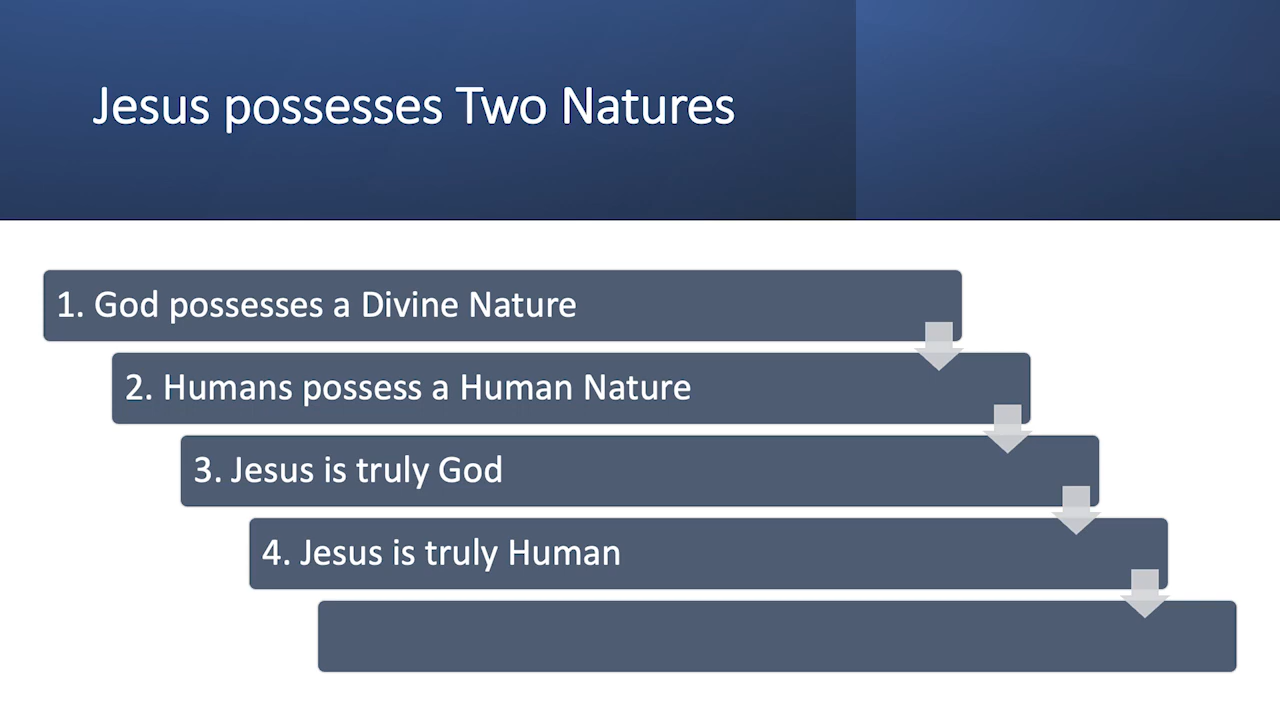 Jesus possesses Two Natures
1. God possesses a Divine Nature
2. Humans possess a Human Nature
3. Jesus is truly God
4. Jesus is truly Human